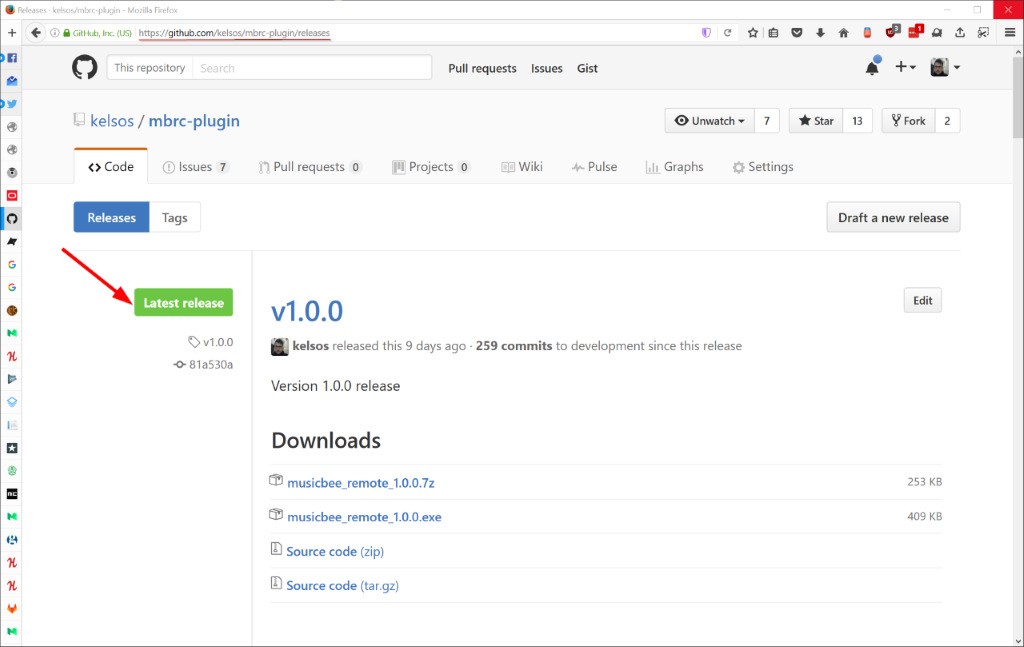 Releases · kelsos/mbrc-plugin - Mozilla Firefox
GitHub, Inc. (US) https://github.com/kelsos/mbrc-plugin/releases
This repository Search Pull requests Issues Gist
kelsos / mbrc-plugin Unwatch 7 Star 13 Fork 2
Code Issues 7 Pull requests 0 Projects 0 Wiki Pulse Graphs Settings
Releases Tags Draft a new release
Latest release
v1.0.0
81a530a
v1.0.0 Edit
kelsos released this 9 days ago · 259 commits to development since this release
Version 1.0.0 release
Downloads
musicbee_remote_1.0.0.7z 253 KB
musicbee_remote_1.0.0.exe 409 KB
Source code (zip)
Source code (tar.gz)